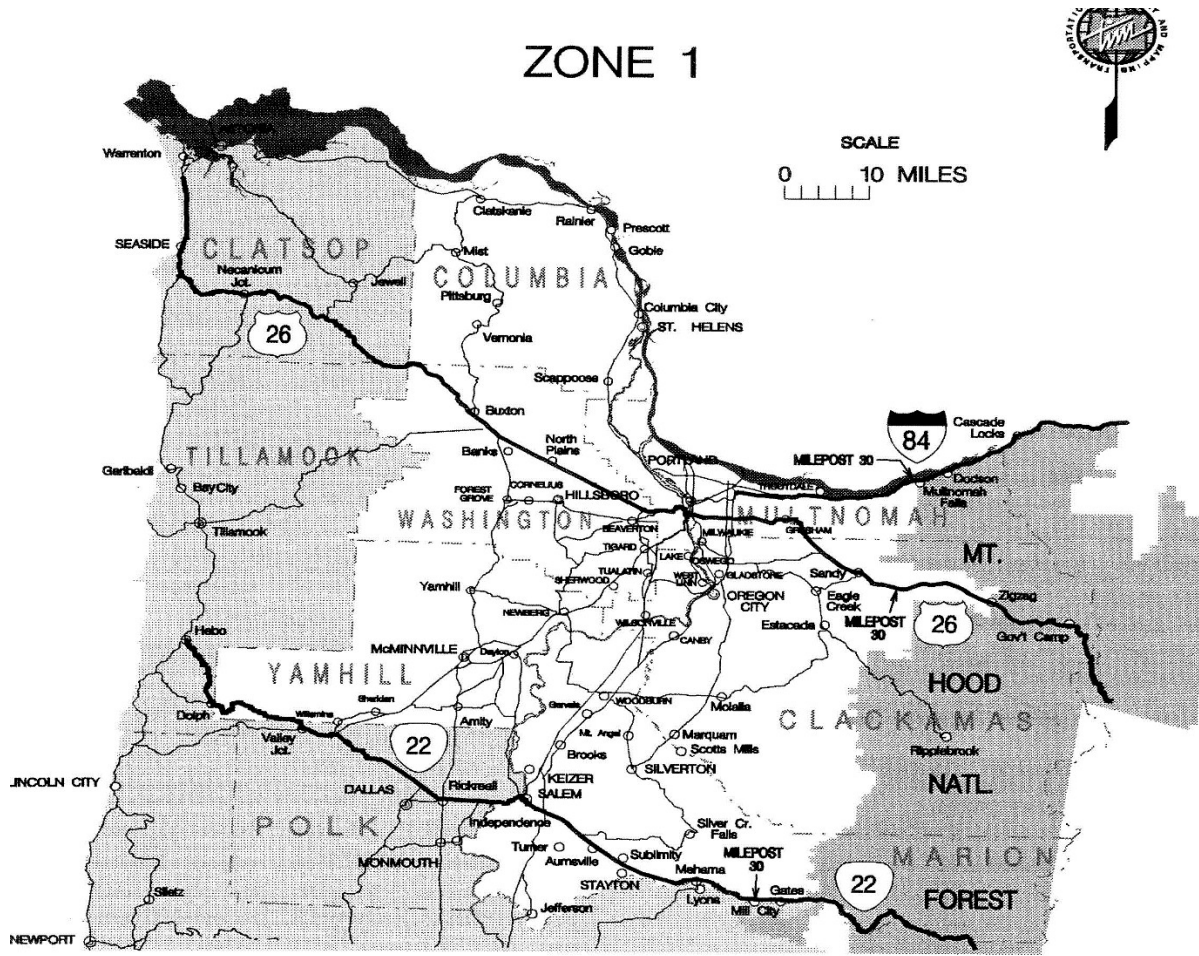 ZONE 1
TRANSPORTATION
AND MAPPING
tim
SCALE
0 10 MILES
Warrenton
SEASIDE
CLATSOP
Necanicum
Jct.
Jewell
Clatskanie
Rainier
Prescott
Goble
Mist
COLUMBIA
Pittsburg
Columbia City
ST. HELENS
26
Vernonia
Scappoose
Buxton
Cascade
Locks
84
TILLAMOOK
Banks
North
Plains
PORTLAND
MILEPOST 30
Dodson
Multnomah
Falls
Garibaldi
Bay City
FOREST
GROVE
CORNELIUS
HILLSBORO
TROUTDALE
WASHINGTON
MULTNOMAH
Tillamook
BEAVERTON
GRESHAM
MILWAUKIE
TIGARD
LAKE
OSWEGO
MT.
TUALATIN
WEST
LINN
GLADSTONE
Sandy
SHERWOOD
Yamhill
OREGON
CITY
Eagle
Creek
Zigzag
NEWBERG
WILSONVILLE
MILEPOST
30
26
Estacada
Gov't Camp
Hebo
CANBY
McMINNVILLE
Dayton
YAMHILL
HOOD
Sheridan
WOODBURN
Molalla
Dolph
Willamina
Gervais
CLACKAMAS
Amity
Valley
Jct.
22
Mt. Angel
Marquam
Scotts Mills
Ripplebrook
Brooks
LINCOLN CITY
KEIZER
SILVERTON
NATL.
DALLAS
Rickreall
SALEM
POLK
Independence
Silver Cr.
Falls
MONMOUTH
Turner
Aumsville
Sublimity
MILEPOST
30
MARION
STAYTON
Mehama
Gates
22
FOREST
Siletz
Lyons
Mill City
Jefferson
NEWPORT